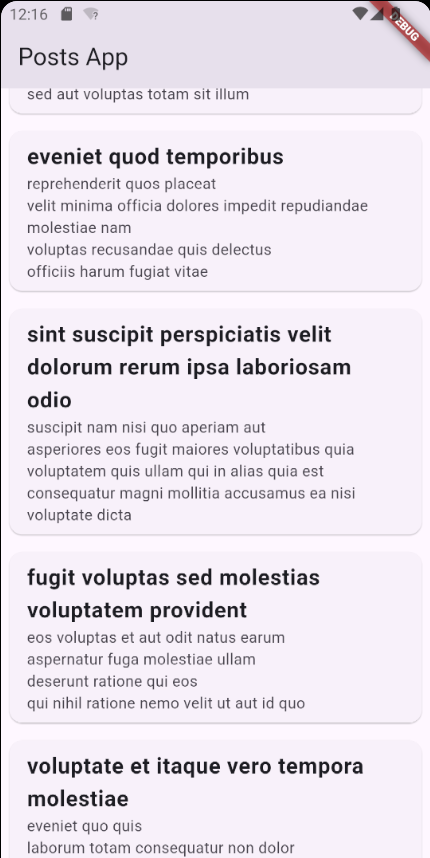 12:16
DEBUG
Posts App
sed aut voluptas totam sit illum
eveniet quod temporibus
reprehenderit quos placeat
velit minima officia dolores impedit repudiandae
molestiae nam
voluptas recusandae quis delectus
officiis harum fugiat vitae
sint suscipit perspiciatis velit
dolorum rerum ipsa laboriosam
odio
suscipit nam nisi quo aperiam aut
asperiores eos fugit maiores voluptatibus quia
voluptatem quis ullam qui in alias quia est
consequatur magni mollitia accusamus ea nisi
voluptate dicta
fugit voluptas sed molestias
voluptatem provident
eos voluptas et aut odit natus earum
aspernatur fuga molestiae ullam
deserunt ratione qui eos
qui nihil ratione nemo velit ut aut id quo
voluptate et itaque vero tempora
molestiae
eveniet quo quis
laborum totam consequatur non dolor